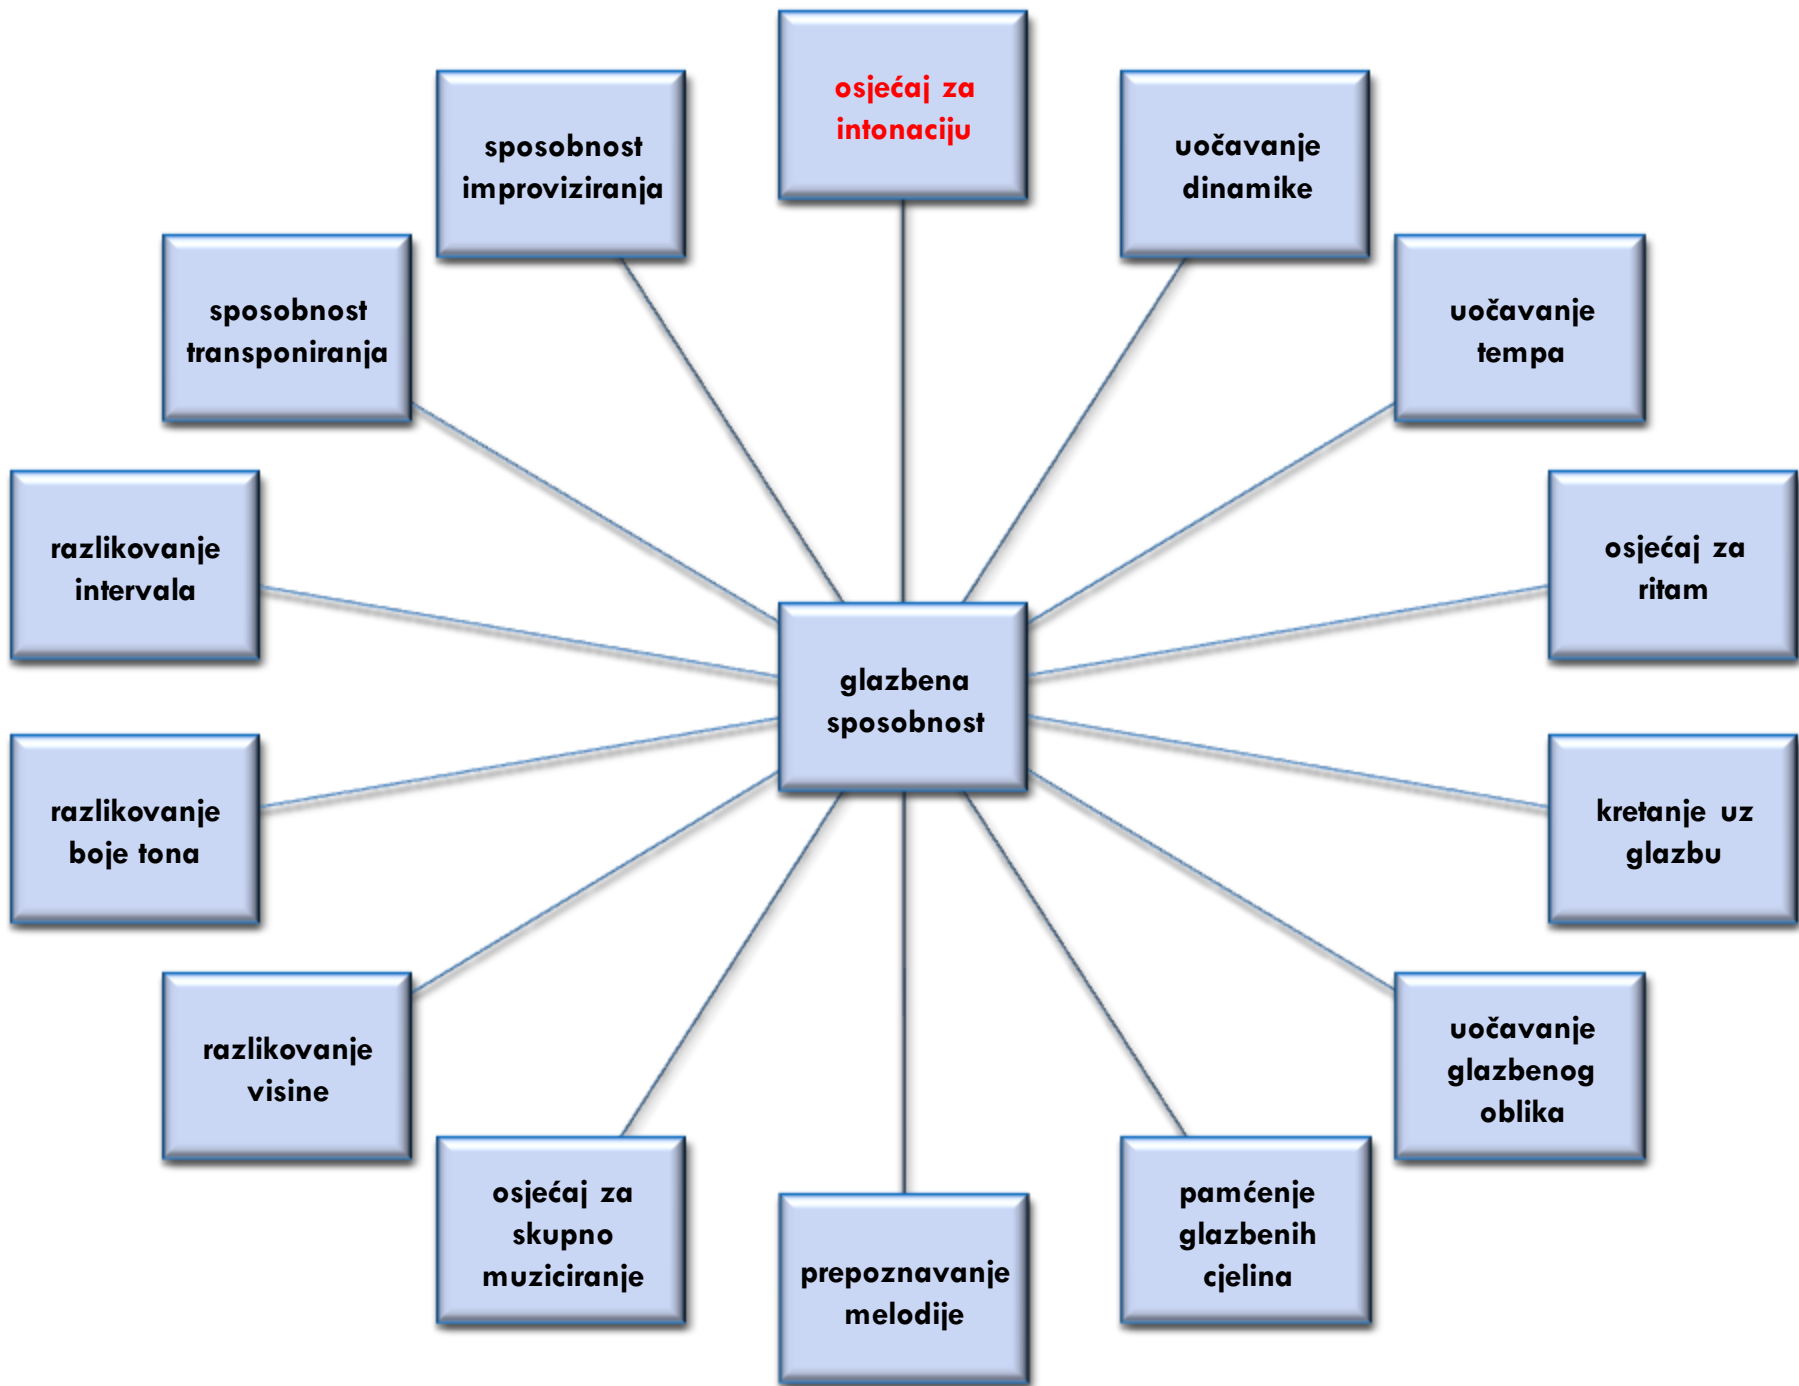 osjećaj za
intonaciju
uočavanje
dinamike
uočavanje
tempa
osjećaj za
ritam
kretanje uz
glazbu
uočavanje
glazbenog
oblika
pamćenje
glazbenih
cjelina
prepoznavanje
melodije
osjećaj za
skupno
muziciranje
razlikovanje
visine
razlikovanje
boje tona
razlikovanje
intervala
sposobnost
transponiranja
sposobnost
improviziranja
glazbena
sposobnost